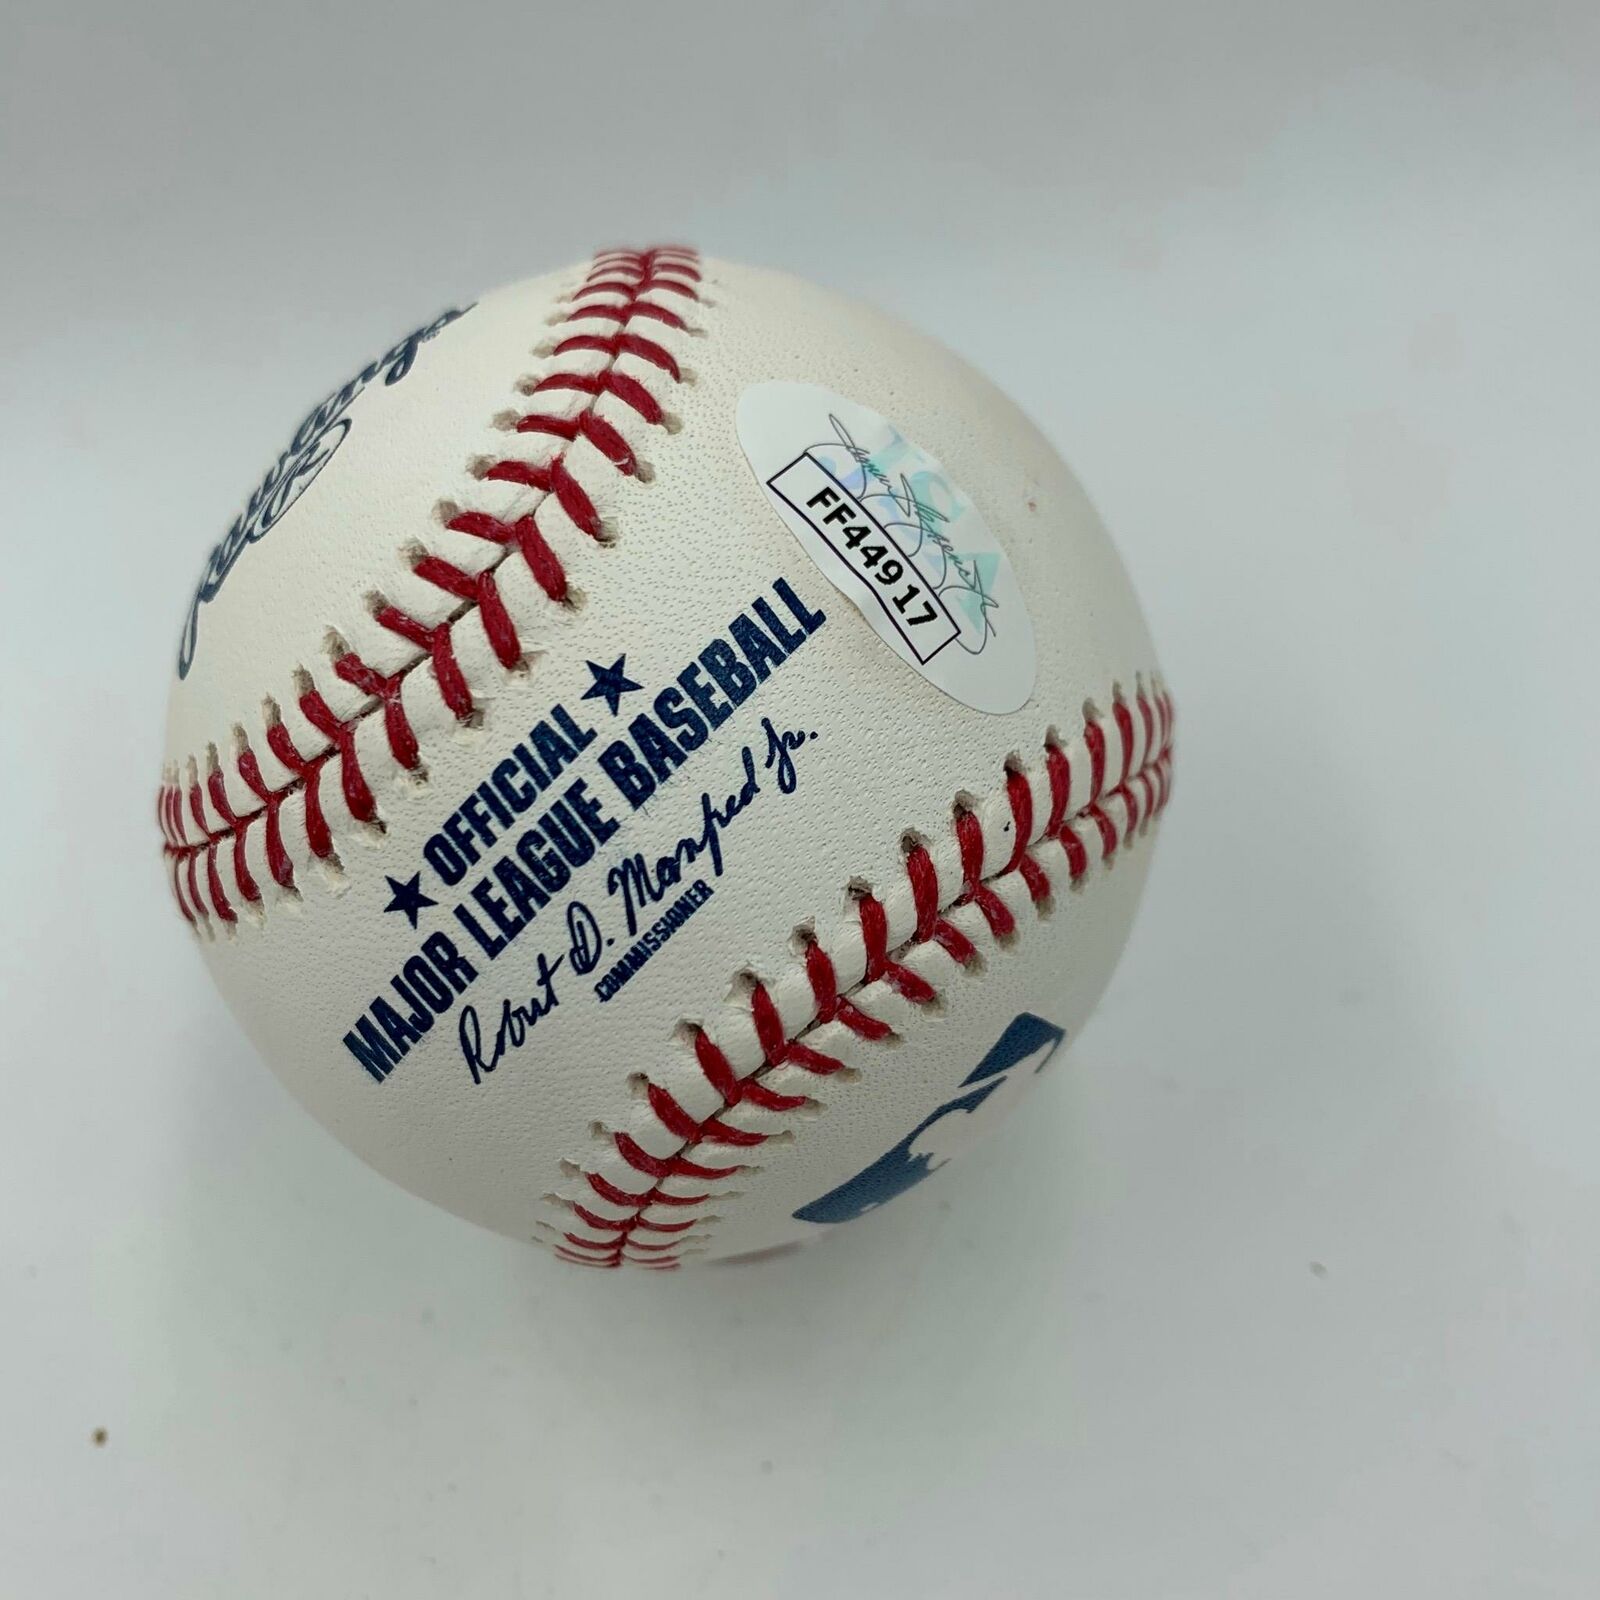 Rawlings
R
FF44917
★ OFFICIAL ★
MAJOR LEAGUE BASEBALL
Robert D. Manfred Jr.
COMMISSIONER